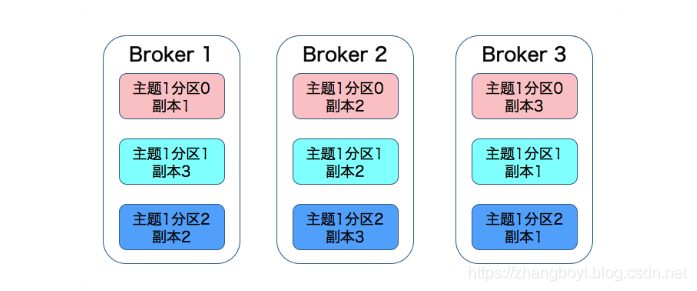 Broker 1
主题1分区0
副本1
主题1分区1
副本3
主题1分区2
副本2
Broker 2
主题1分区0
副本2
主题1分区1
副本2
主题1分区2
副本3
Broker 3
主题1分区0
副本3
主题1分区1
副本1
主题1分区2
副本1
https://zhangboyi.blog.csdn.net